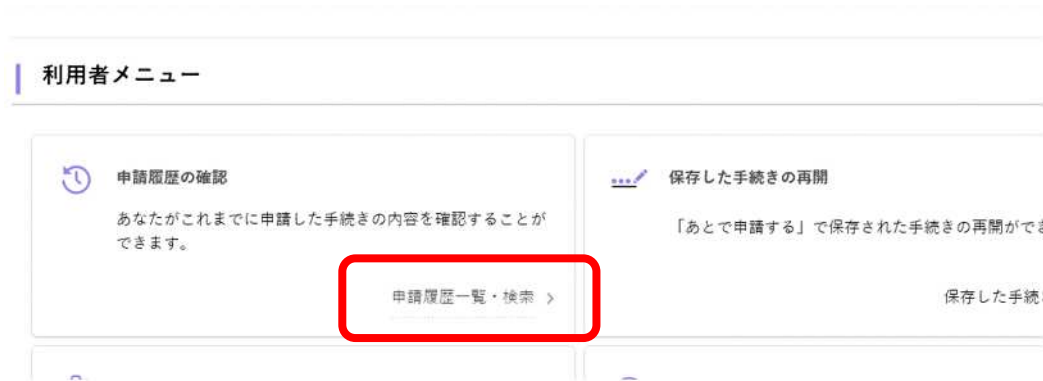 利用者メニュー
申請履歴の確認
あなたがこれまでに申請した手続きの内容を確認することが
できます。
申請履歴一覧・検索 >
保存した手続きの再開
「あとで申請する」で保存された手続きの再開がで
保存した手続